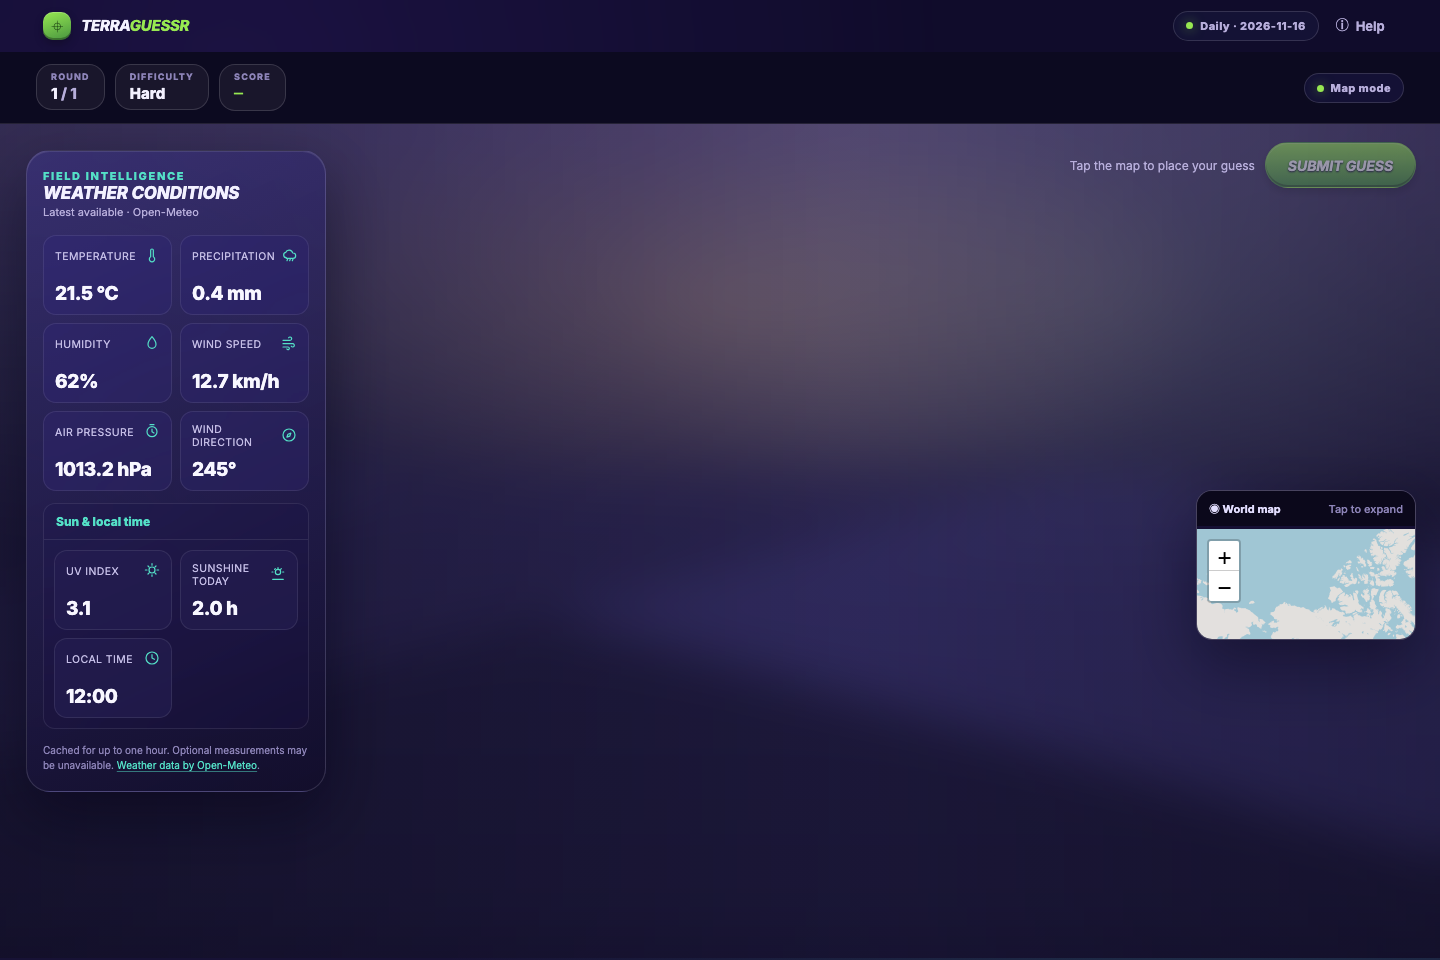 TERRAGUESSR
Daily · 2026-11-16
Help
ROUND
1 / 1
DIFFICULTY
Hard
SCORE
–
Map mode
FIELD INTELLIGENCE
WEATHER CONDITIONS
Latest available · Open-Meteo
Tap the map to place your guess
SUBMIT GUESS
TEMPERATURE
21.5 °C
PRECIPITATION
0.4 mm
HUMIDITY
62%
WIND SPEED
12.7 km/h
AIR PRESSURE
1013.2 hPa
WIND
DIRECTION
245°
Sun & local time
UV INDEX
3.1
SUNSHINE
TODAY
2.0 h
LOCAL TIME
12:00
Cached for up to one hour. Optional measurements may
be unavailable. Weather data by Open-Meteo.
◉ World map
Tap to expand
+
−